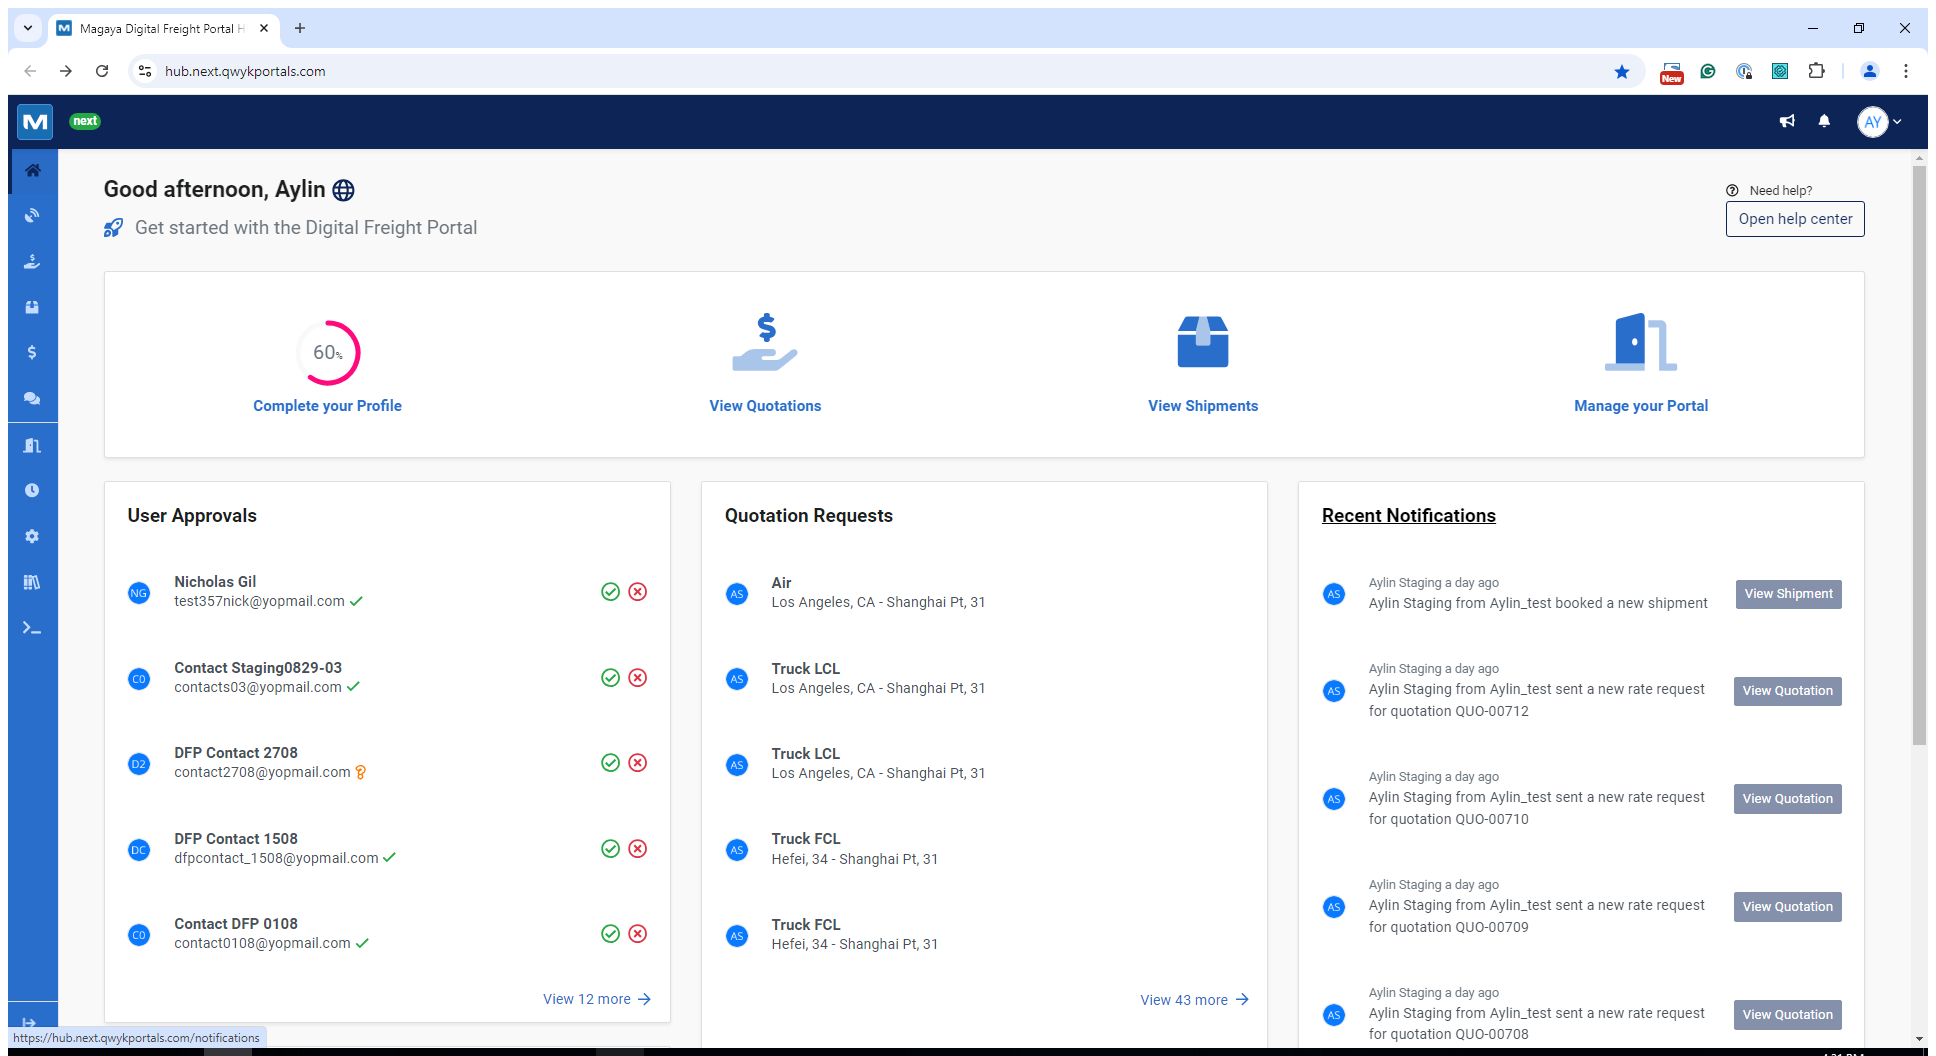 Magaya Digital Freight Portal H
hub.next.qwykportals.com
New
M
next
AY
Good afternoon, Aylin
Get started with the Digital Freight Portal
Need help?
Open help center
60%
Complete your Profile
View Quotations
View Shipments
Manage your Portal
User Approvals
NG
Nicholas Gil
test357nick@yopmail.com
C0
Contact Staging0829-03
contacts03@yopmail.com
D2
DFP Contact 2708
contact2708@yopmail.com
DC
DFP Contact 1508
dfpcontact_1508@yopmail.com
C0
Contact DFP 0108
contact0108@yopmail.com
View 12 more
Quotation Requests
AS
Air
Los Angeles, CA - Shanghai Pt, 31
AS
Truck LCL
Los Angeles, CA - Shanghai Pt, 31
AS
Truck LCL
Los Angeles, CA - Shanghai Pt, 31
AS
Truck FCL
Hefei, 34 - Shanghai Pt, 31
AS
Truck FCL
Hefei, 34 - Shanghai Pt, 31
View 43 more
Recent Notifications
AS
Aylin Staging a day ago
Aylin Staging from Aylin_test booked a new shipment
View Shipment
AS
Aylin Staging a day ago
Aylin Staging from Aylin_test sent a new rate request
for quotation QUO-00712
View Quotation
AS
Aylin Staging a day ago
Aylin Staging from Aylin_test sent a new rate request
for quotation QUO-00710
View Quotation
AS
Aylin Staging a day ago
Aylin Staging from Aylin_test sent a new rate request
for quotation QUO-00709
View Quotation
AS
Aylin Staging a day ago
Aylin Staging from Aylin_test sent a new rate request
for quotation QUO-00708
View Quotation
https://hub.next.qwykportals.com/notifications